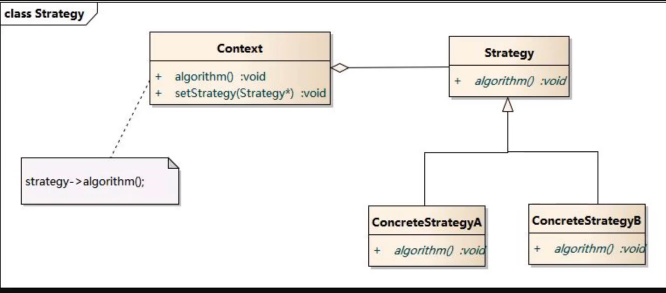 class Strategy
Context
+ algorithm() :void
+ setStrategy(Strategy*) :void
Strategy
+ algorithm() :void
strategy->algorithm();
ConcreteStrategyA
+ algorithm() :void
ConcreteStrategyB
+ algorithm() :void